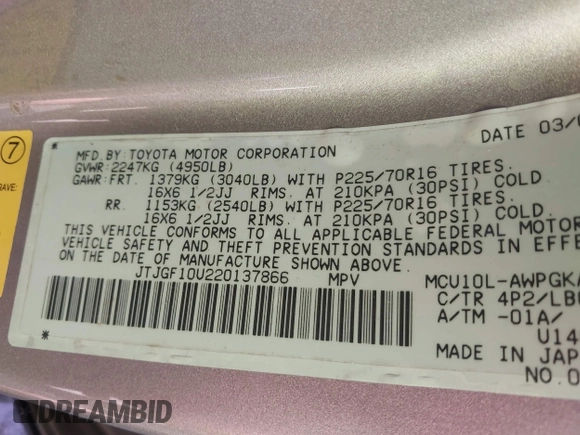 7
RAVE:
* MFD BY: TOYOTA MOTOR CORPORATION DATE 03/
GVWR: 2247KG (4950LB)
GAWR: FRT. 1379KG (3040LB) WITH P225/70R16 TIRES.
16X6 1/2JJ RIMS. AT 210KPA (30PSI) COLD
RR. 1153KG (2540LB) WITH P225/70R16 TIRES.
16X6 1/2JJ RIMS. AT 210KPA (30PSI) COLD
THIS VEHICLE CONFORMS TO ALL APPLICABLE FEDERAL MOTOR
VEHICLE SAFETY AND THEFT PREVENTION STANDARDS IN EFFE
THE DATE OF MANUFACTURE SHOWN ABOVE.
JTJGF10U220137866 MPV MCU10L-AWPGKA
C/TR 4P2/LB
A/TM -01A/
U14
* MADE IN JAP
NO.0
DREAMBID